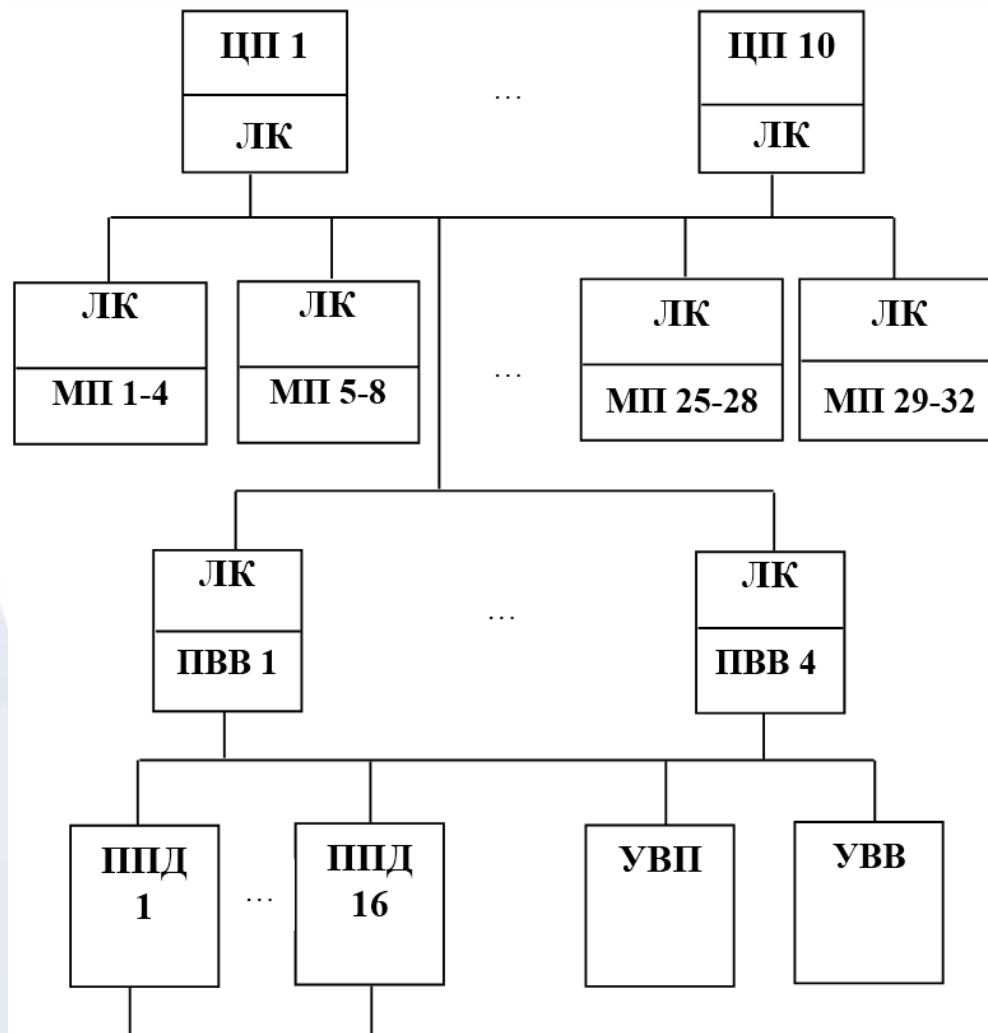 ЦП 1
ЦП 10
...
ЛК
ЛК
ЛК
ЛК
ЛК
ЛК
МП 1-4
МП 5-8
...
МП 25-28
МП 29-32
ЛК
ЛК
...
ПВВ 1
ПВВ 4
ППД
1
...
ППД
16
УВП
УВВ